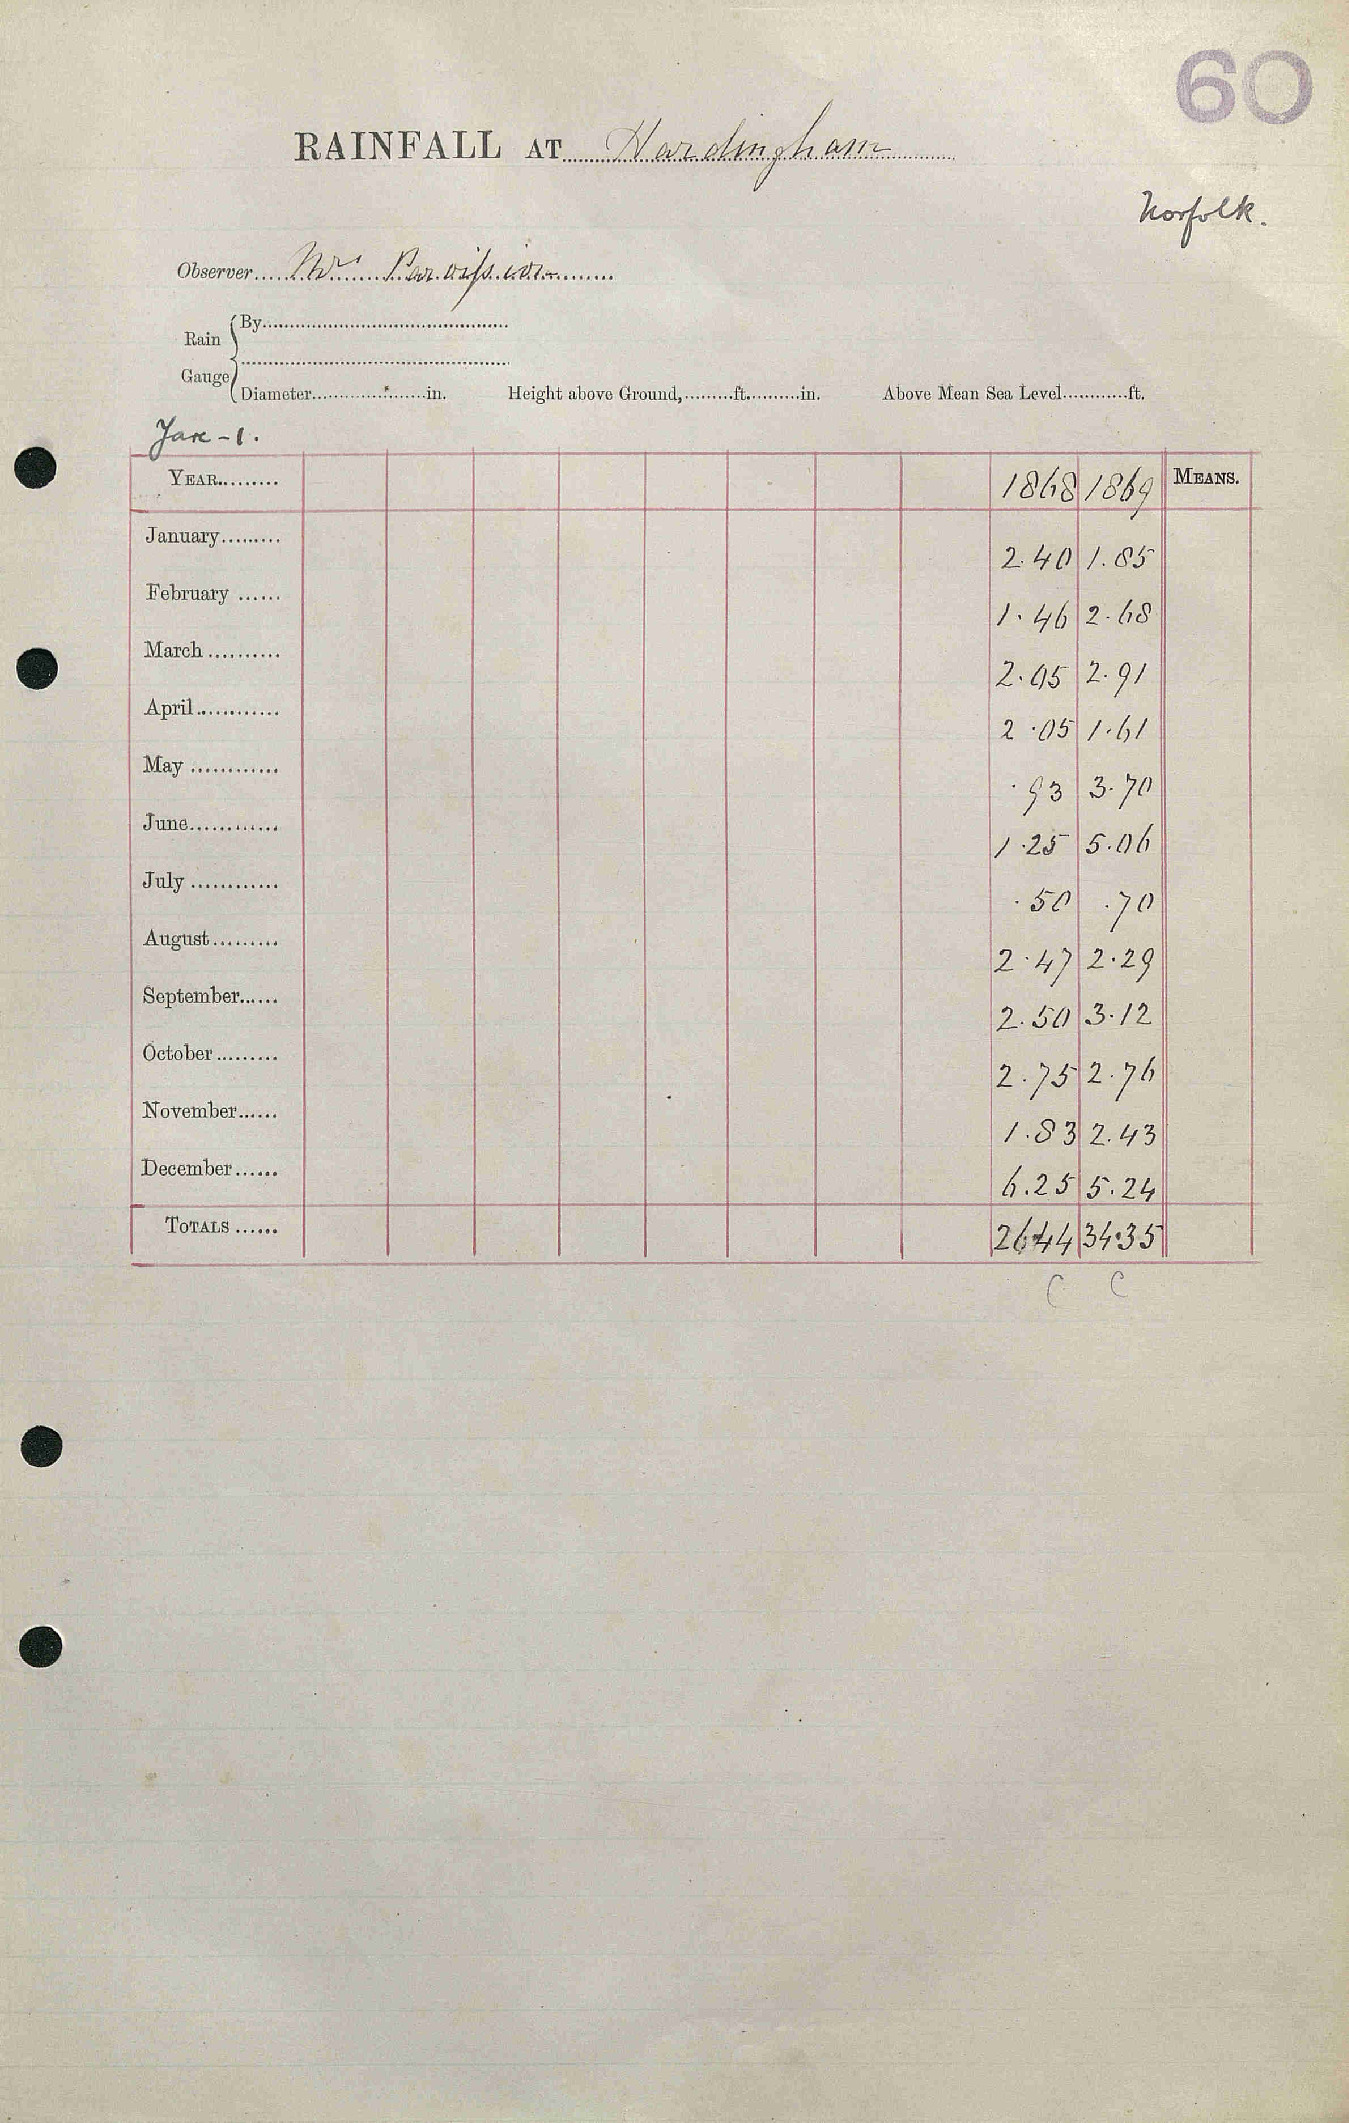 60
RAINFALL AT Hardingham
Norfolk.
Observer Mr
Rain Gauge
By
Diameter in. Height above Ground, ft. in. Above Mean Sea Level ft.
Yare - 1.
YEAR 1868 1869 MEANS.
January 2.40 1.85
February 1.46 2.68
March 2.05 2.91
April 2.05 1.61
May .93 3.70
June 1.25 5.06
July .50 .70
August 2.47 2.29
September 2.50 3.12
October 2.75 2.76
November 1.83 2.43
December 6.25 5.24
TOTALS 26.44 34.35
C C